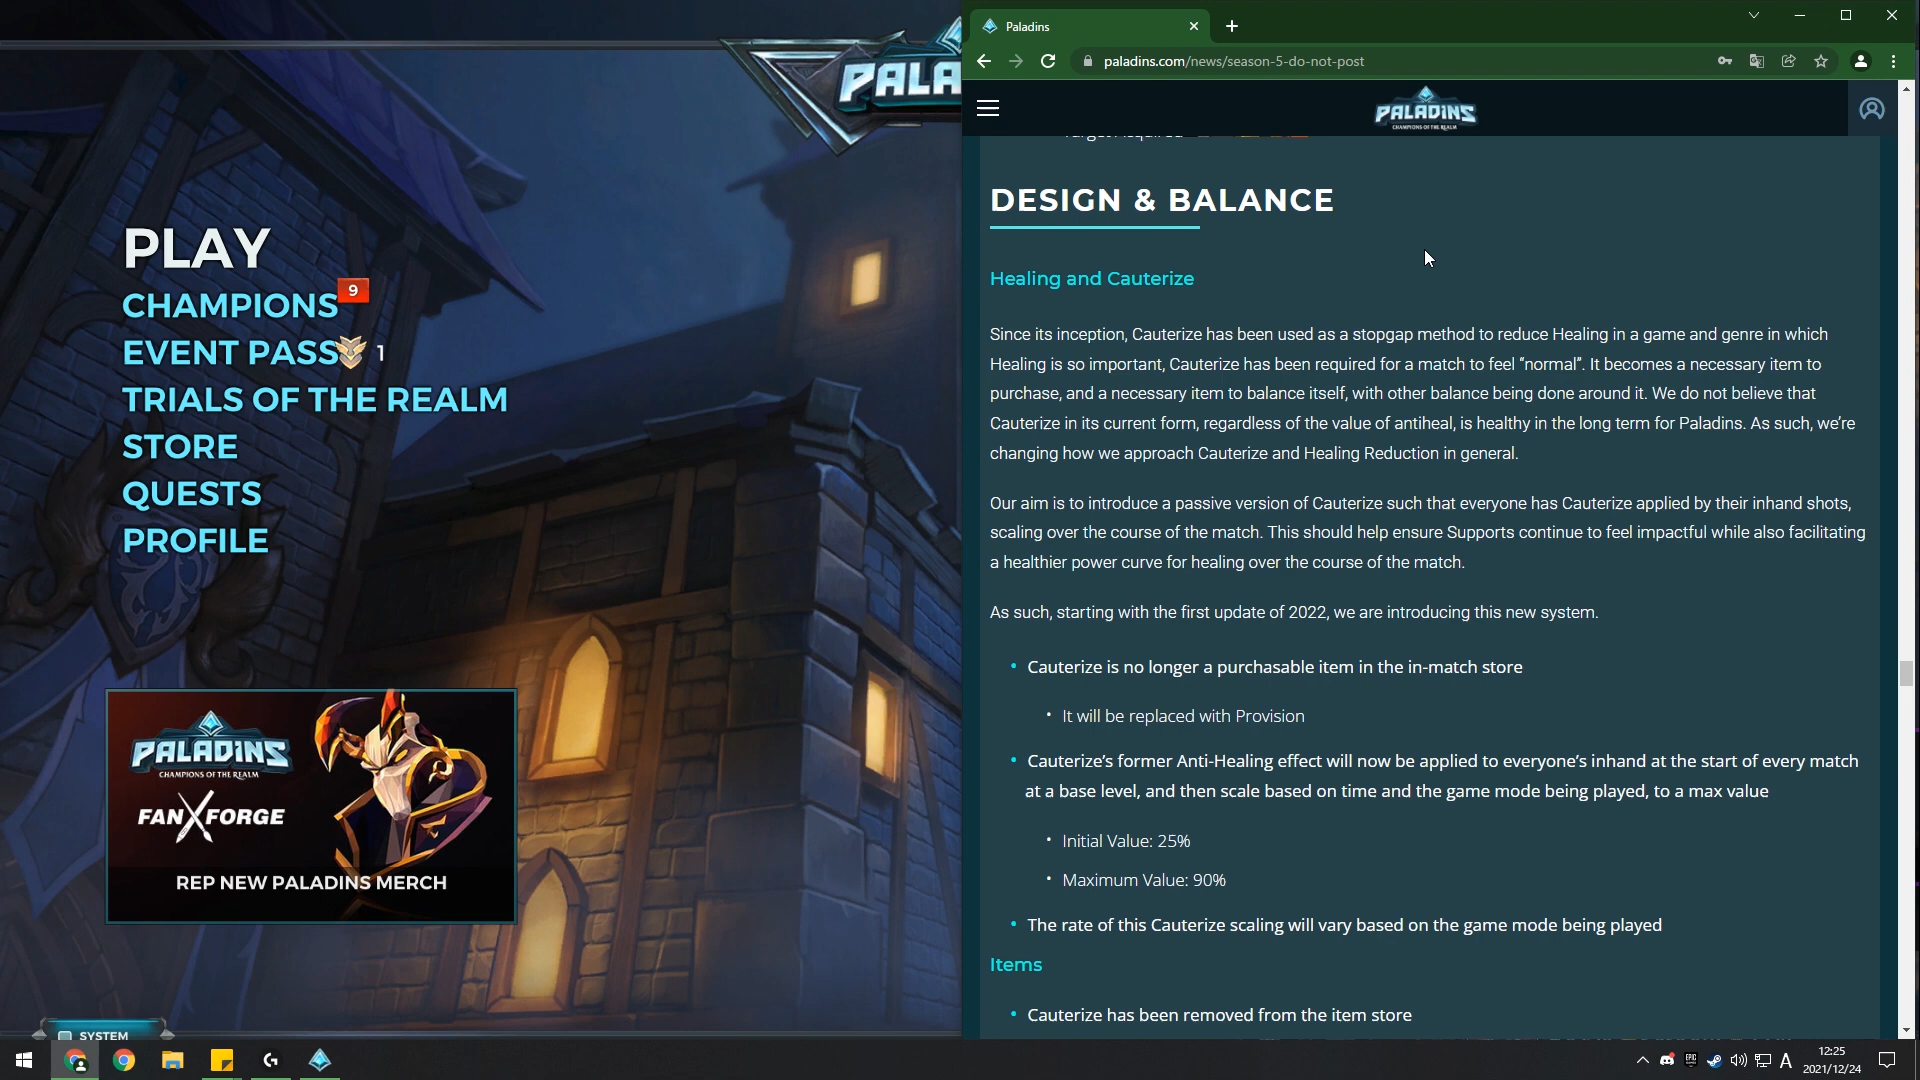 PALA
PLAY
CHAMPIONS
9
EVENT PASS
1
TRIALS OF THE REALM
STORE
QUESTS
PROFILE
PALADINS
CHAMPIONS OF THE REALM
FAN FORGE
REP NEW PALADINS MERCH
SYSTEM
Paladins
paladins.com/news/season-5-do-not-post
PALADINS
CHAMPIONS OF THE REALM
DESIGN & BALANCE
Healing and Cauterize
Since its inception, Cauterize has been used as a stopgap method to reduce Healing in a game and genre in which
Healing is so important, Cauterize has been required for a match to feel “normal”. It becomes a necessary item to
purchase, and a necessary item to balance itself, with other balance being done around it. We do not believe that
Cauterize in its current form, regardless of the value of antiheal, is healthy in the long term for Paladins. As such, we’re
changing how we approach Cauterize and Healing Reduction in general.
Our aim is to introduce a passive version of Cauterize such that everyone has Cauterize applied by their inhand shots,
scaling over the course of the match. This should help ensure Supports continue to feel impactful while also facilitating
a healthier power curve for healing over the course of the match.
As such, starting with the first update of 2022, we are introducing this new system.
• Cauterize is no longer a purchasable item in the in-match store
• It will be replaced with Provision
• Cauterize’s former Anti-Healing effect will now be applied to everyone’s inhand at the start of every match
at a base level, and then scale based on time and the game mode being played, to a max value
• Initial Value: 25%
• Maximum Value: 90%
• The rate of this Cauterize scaling will vary based on the game mode being played
Items
• Cauterize has been removed from the item store
A
12:25
2021/12/24